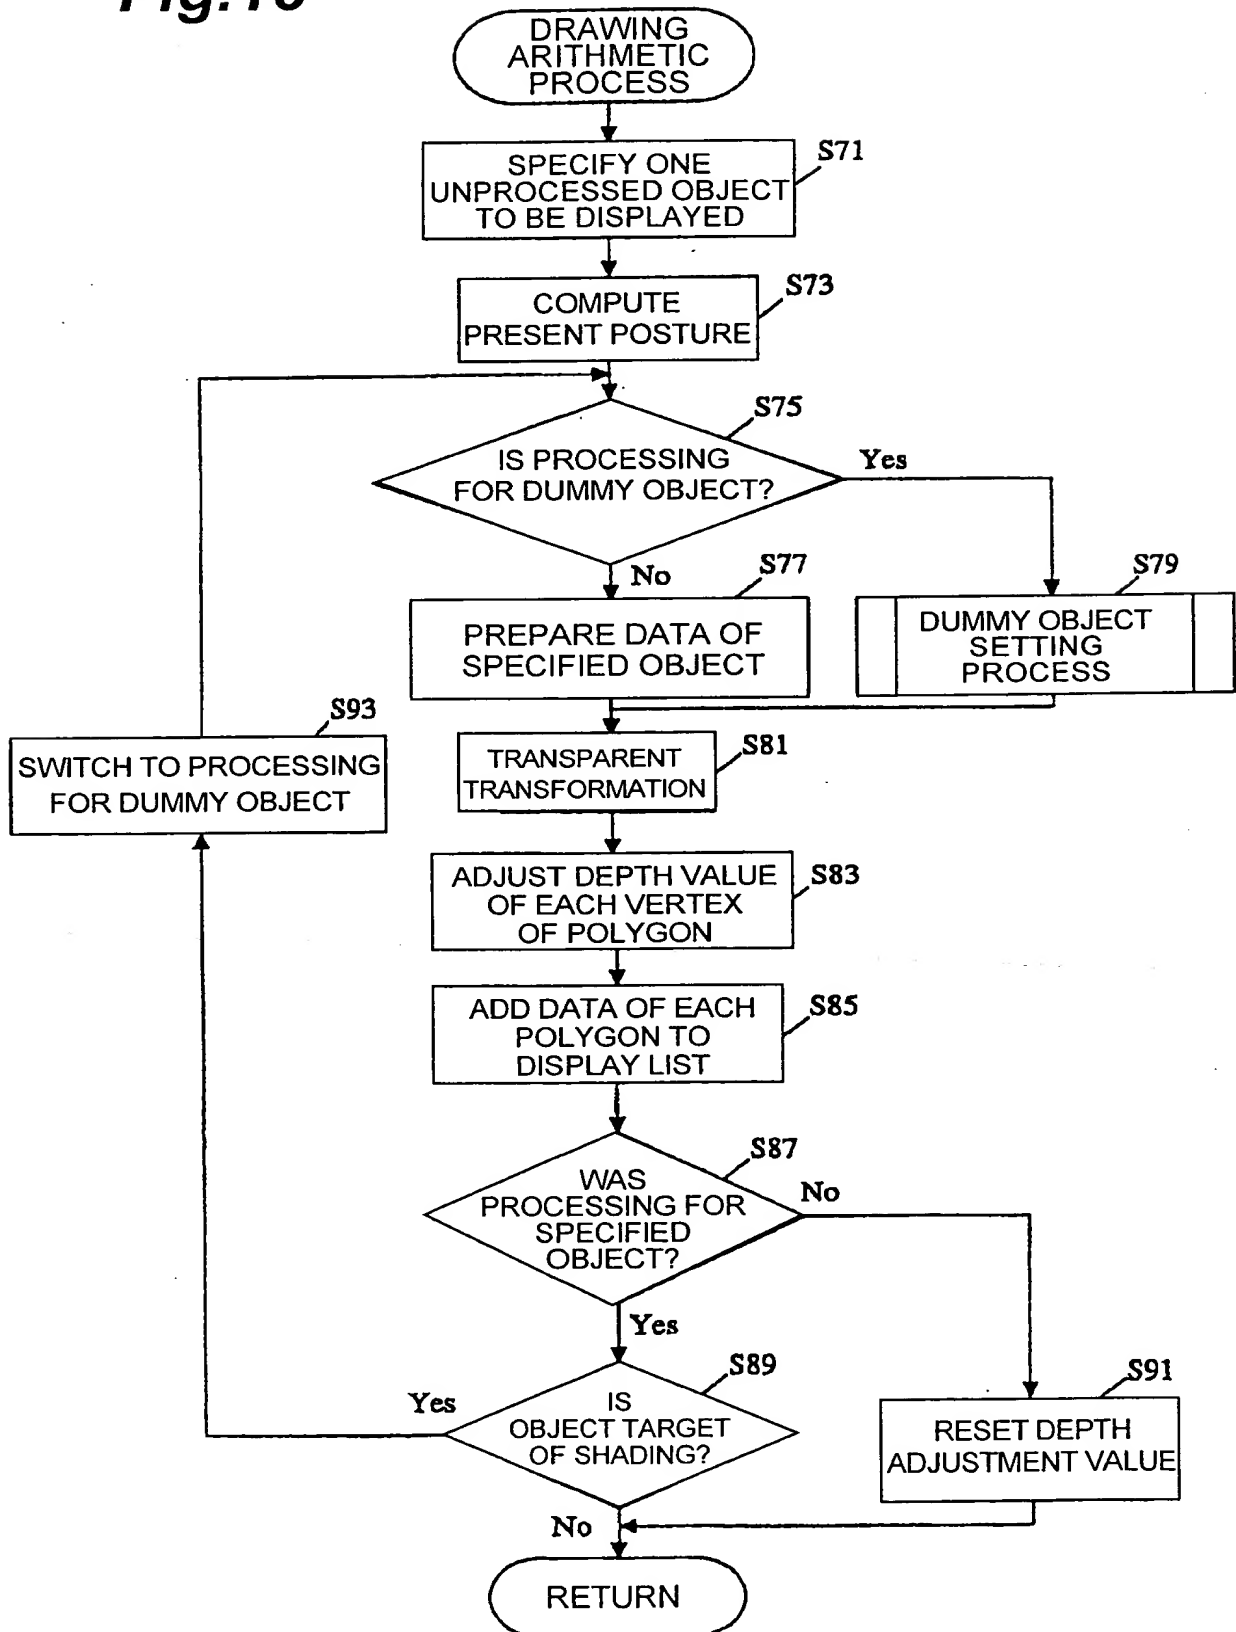 DRAWING
ARITHMETIC
PROCESS
S71
SPECIFY ONE
UNPROCESSED OBJECT
TO BE DISPLAYED
S73
COMPUTE
PRESENT POSTURE
S75
IS PROCESSING
FOR DUMMY OBJECT?
Yes
No
S77
PREPARE DATA OF
SPECIFIED OBJECT
S79
DUMMY OBJECT
SETTING
PROCESS
S93
SWITCH TO PROCESSING
FOR DUMMY OBJECT
S81
TRANSPARENT
TRANSFORMATION
S83
ADJUST DEPTH VALUE
OF EACH VERTEX
OF POLYGON
S85
ADD DATA OF EACH
POLYGON TO
DISPLAY LIST
S87
WAS
PROCESSING FOR
SPECIFIED
OBJECT?
No
Yes
S89
IS
OBJECT TARGET
OF SHADING?
Yes
S91
RESET DEPTH
ADJUSTMENT VALUE
No
RETURN